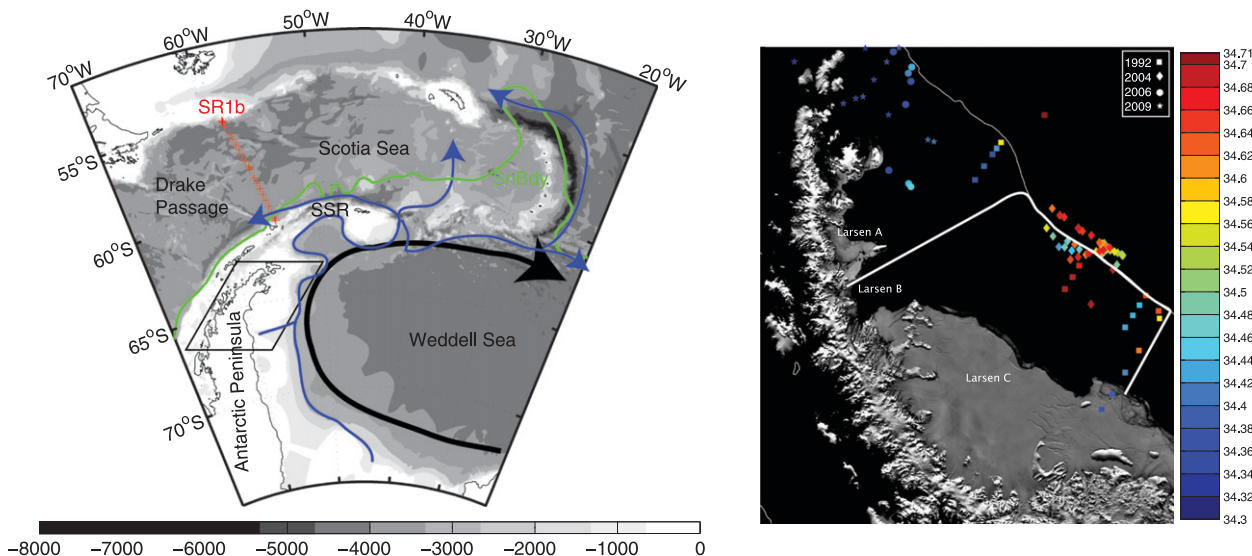 70°W
60°W
50°W
40°W
30°W
20°W
55°S
60°S
65°S
70°S
SR1b
Scotia Sea
Drake
Passage
SSR
SrBdy
Weddell Sea
Antarctic Peninsula
−8000 −7000 −6000 −5000 −4000 −3000 −2000 −1000 0
1992
2004
2006
2009
Larsen A
Larsen B
Larsen C
34.71
34.7
34.68
34.66
34.64
34.62
34.6
34.58
34.56
34.54
34.52
34.5
34.48
34.46
34.44
34.42
34.4
34.38
34.36
34.34
34.32
34.3